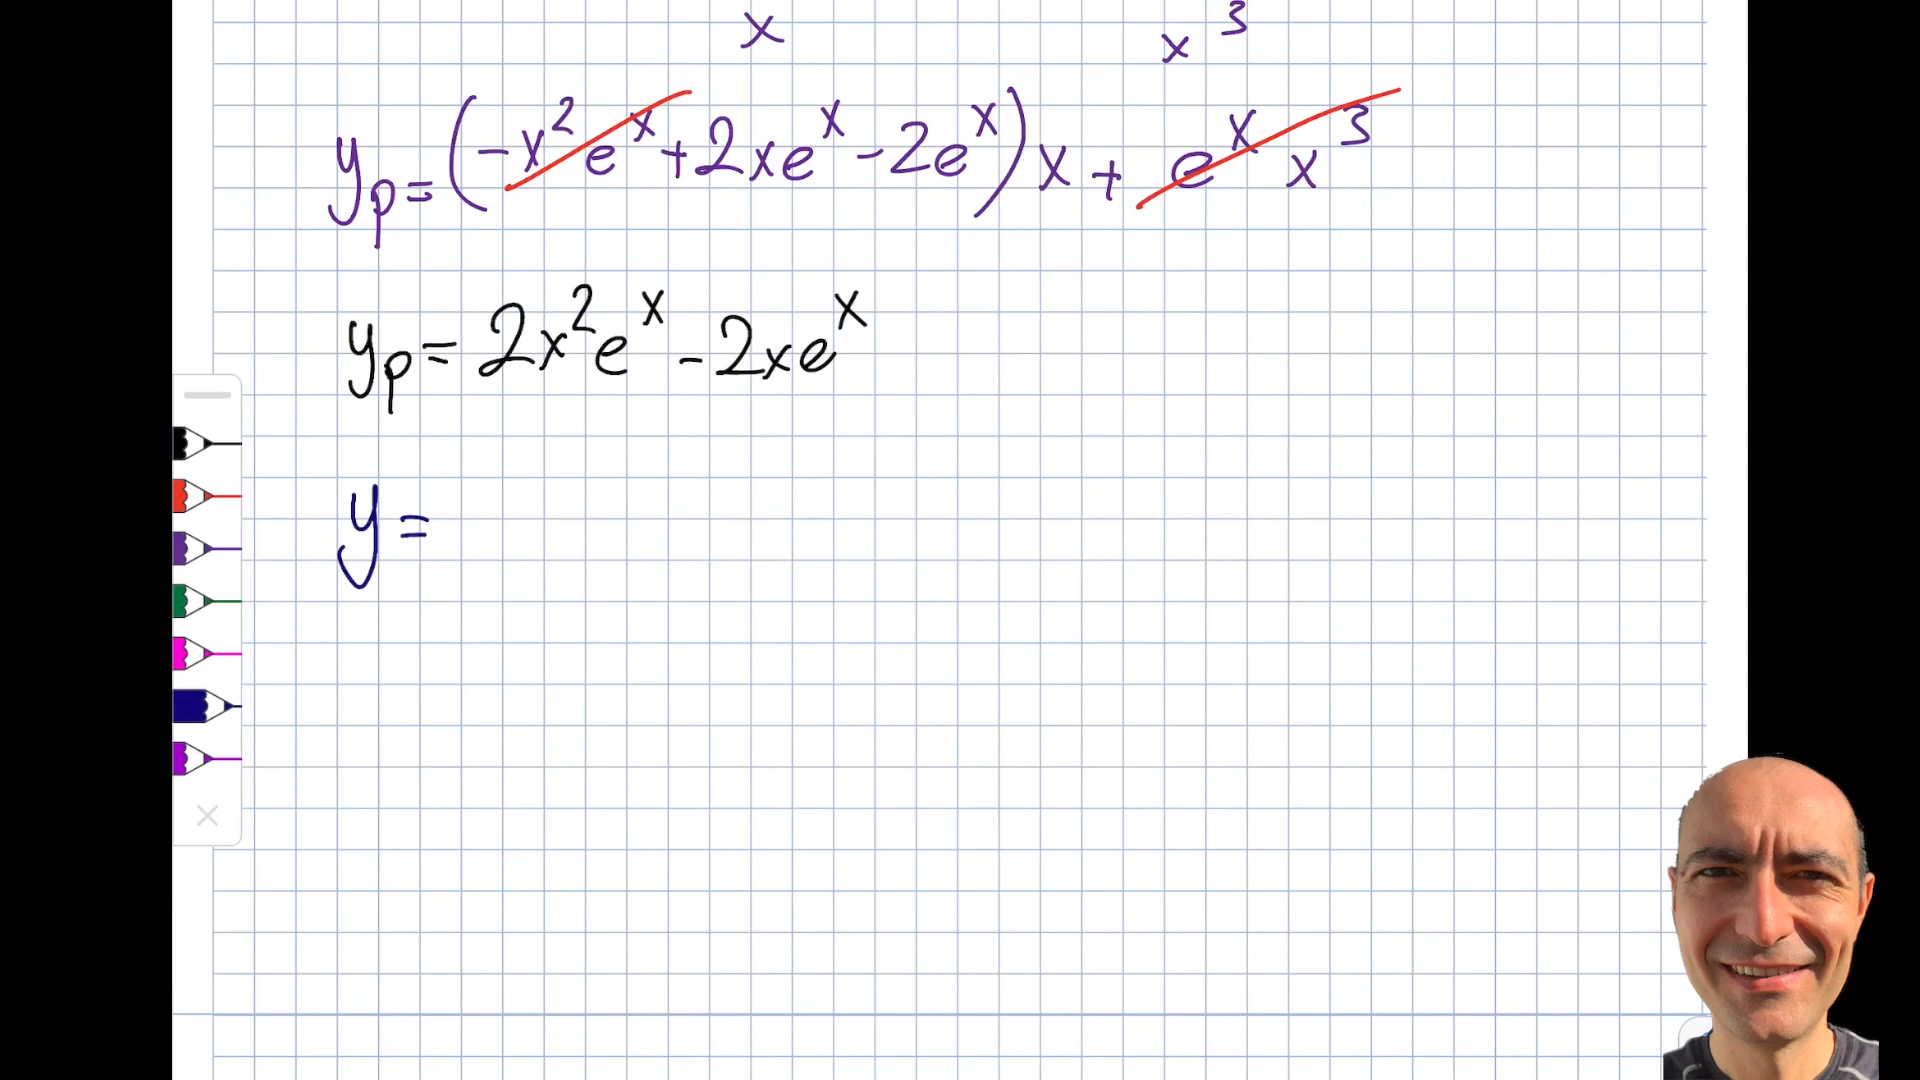 x x³
yₚ = (-x²eˣ + 2xeˣ - 2eˣ)x + eˣ x³
yₚ = 2x²eˣ - 2xeˣ
y =